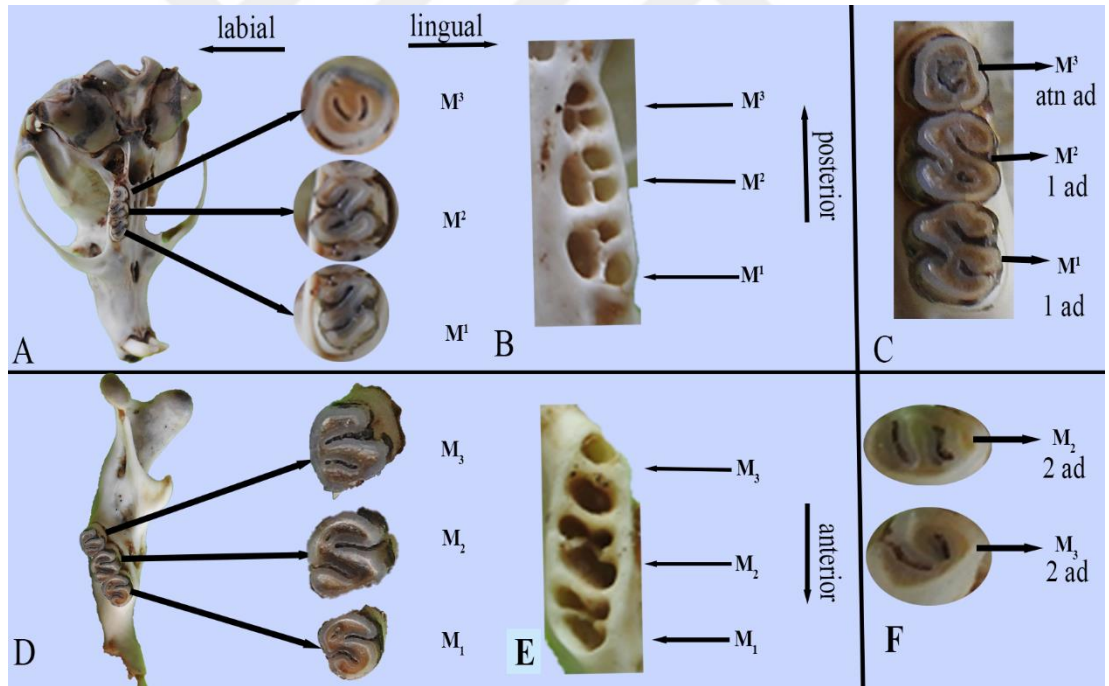 labial
lingual
M³
M²
M¹
A
M³
M²
M¹
B
posterior
M³
atn ad
M²
1 ad
M¹
1 ad
C
M₃
M₂
M₁
D
M₃
M₂
M₁
E
anterior
M₂
2 ad
M₃
2 ad
F